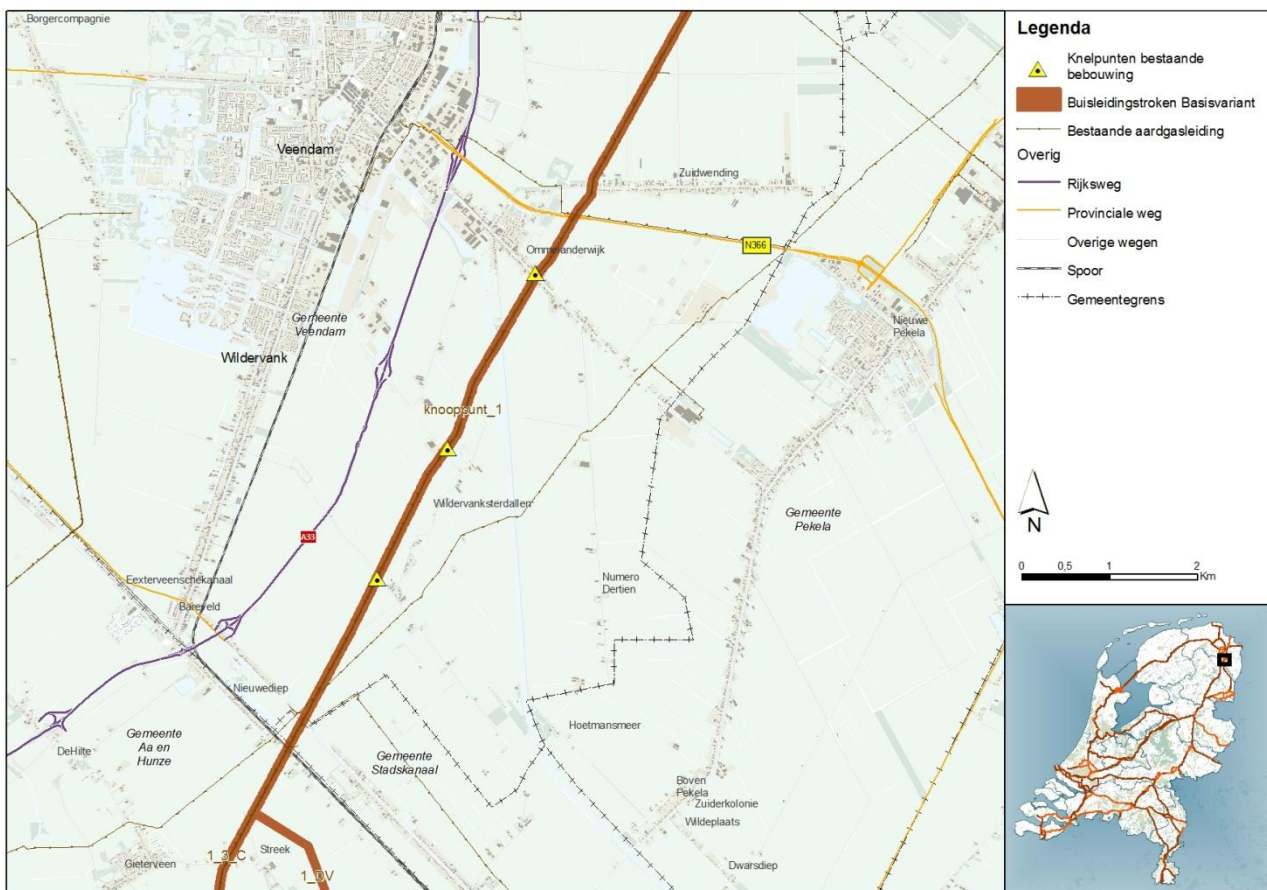 Borgercompagnie
Veendam
Zuidwending
N366
Ommelanderwijk
Gemeente
Veendam
Nieuwe
Pekela
Wildervank
knooppunt_1
Wildervanksterdallen
Gemeente
Pekela
A33
Eexterveenschekanaal
Bareveld
Numero
Dertien
Nieuwediep
Hoetmansmeer
DeHilte
Gemeente
Aa en
Hunze
Gemeente
Stadskanaal
Boven
Pekela
Zuiderkolonie
Wildeplaats
Gieterveen
1_3_C
Streek
1_DV
Dwarsdiep
Legenda
Knelpunten bestaande
bebouwing
Buisleidingstroken Basisvariant
Bestaande aardgasleiding
Overig
Rijksweg
Provinciale weg
Overige wegen
Spoor
Gemeentegrens
N
0 0,5 1 2
Km